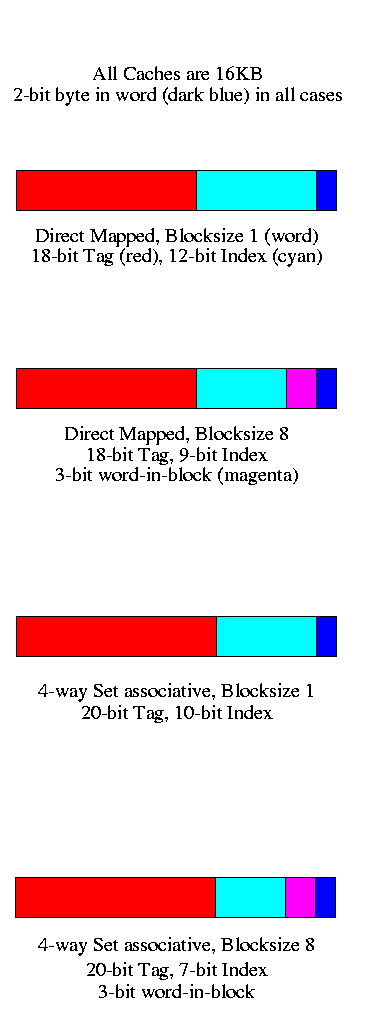 All Caches are 16KB
2-bit byte in word (dark blue) in all cases
Direct Mapped, Blocksize 1 (word)
18-bit Tag (red), 12-bit Index (cyan)
Direct Mapped, Blocksize 8
18-bit Tag, 9-bit Index
3-bit word-in-block (magenta)
4-way Set associative, Blocksize 1
20-bit Tag, 10-bit Index
4-way Set associative, Blocksize 8
20-bit Tag, 7-bit Index
3-bit word-in-block